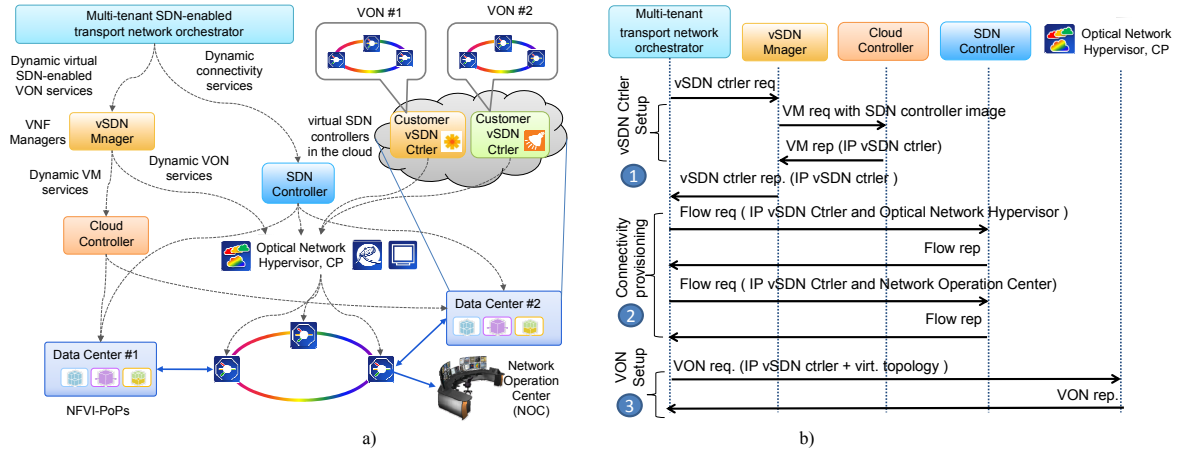 Multi-tenant SDN-enabled
transport network orchestrator
VON #1
VON #2
Dynamic virtual
SDN-enabled
VON services
Dynamic
connectivity
services
VNF
Managers
vSDN
Mnager
virtual SDN
controllers
in the cloud
Customer
vSDN
Ctrler
Customer
vSDN
Ctrler
Dynamic VON
services
Dynamic VM
services
SDN
Controller
Cloud
Controller
Optical Network
Hypervisor, CP
Data Center #2
Data Center #1
NFVI-PoPs
Network
Operation
Center
(NOC)
a)
Multi-tenant
transport network
orchestrator
vSDN
Mnager
Cloud
Controller
SDN
Controller
Optical Network
Hypervisor, CP
vSDN Ctrler
Setup
1
vSDN ctrler req
VM req with SDN controller image
VM rep (IP vSDN ctrler)
vSDN ctrler rep. (IP vSDN ctrler )
Connectivity
provisioning
2
Flow req ( IP vSDN Ctrler and Optical Network Hypervisor )
Flow rep
Flow req ( IP vSDN Ctrler and Network Operation Center)
Flow rep
VON
Setup
3
VON req. (IP vSDN ctrler + virt. topology )
VON rep.
b)